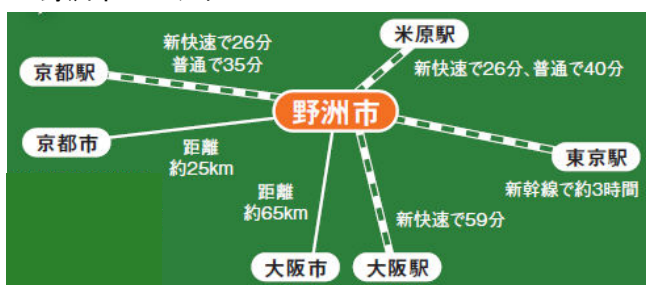 米原駅
新快速で26分
普通で35分
京都駅
新快速で26分、普通で40分
野洲市
京都市
距離
約25km
東京駅
新幹線で約3時間
距離
約65km
新快速で59分
大阪市
大阪駅